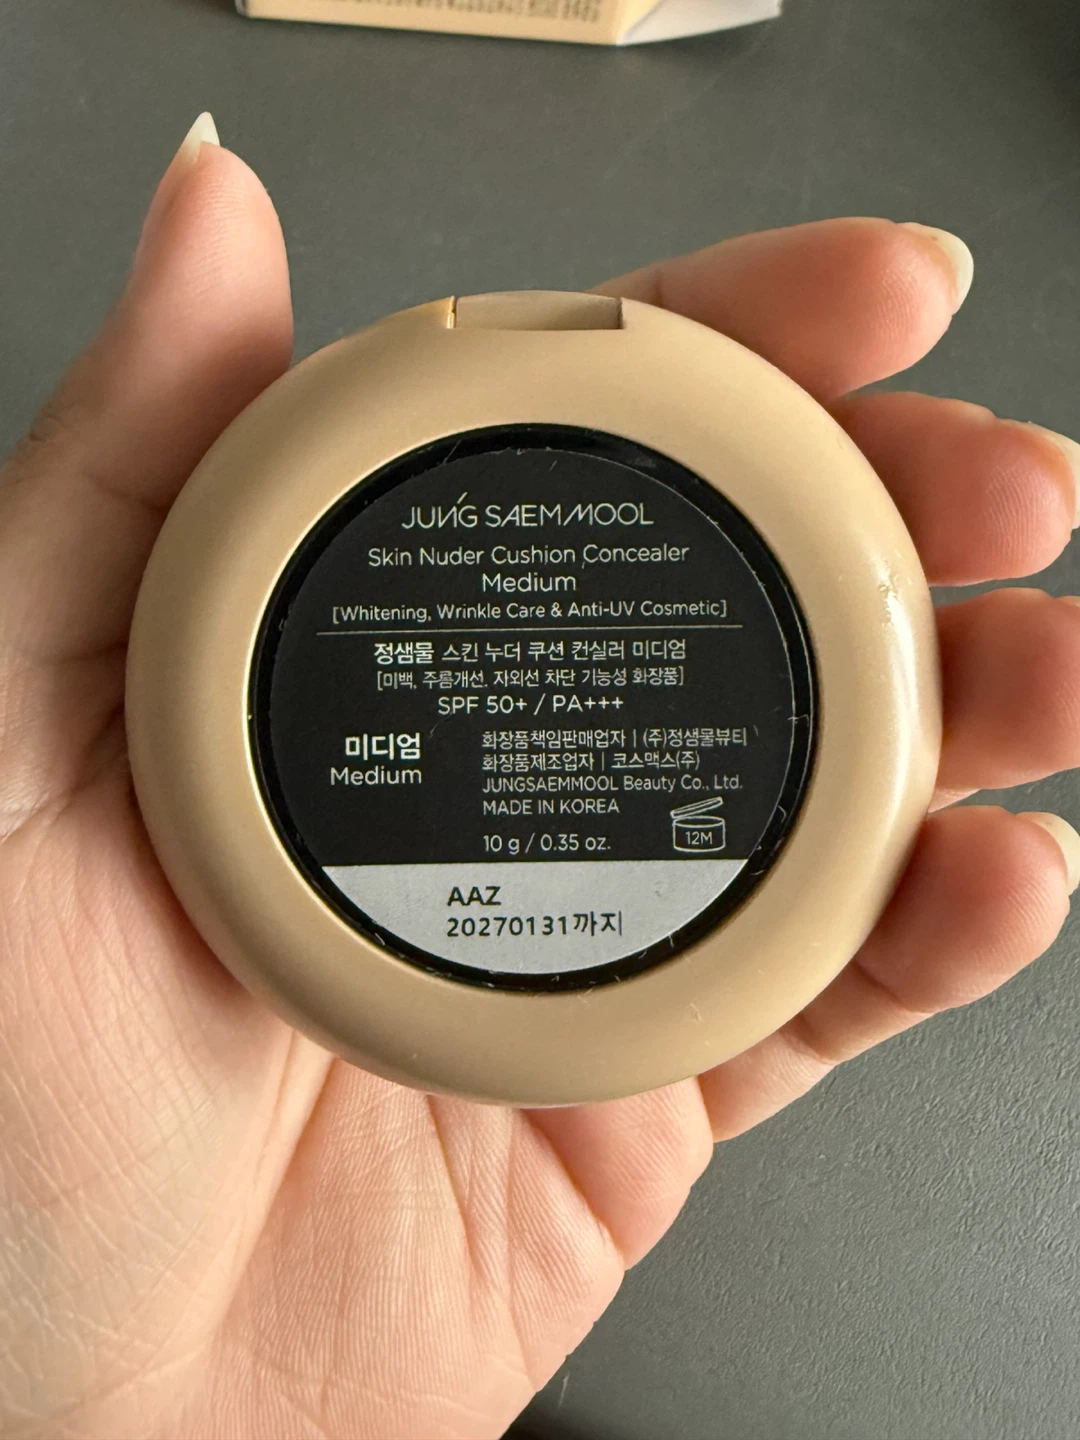 JUNG SAEM MOOL
Skin Nuder Cushion Concealer
Medium
[Whitening, Wrinkle Care & Anti-UV Cosmetic]
정샘물 스킨 누더 쿠션 컨실러 미디엄
[미백, 주름개선, 자외선 차단 기능성 화장품]
SPF 50+ / PA+++
미디엄
Medium
화장품책임판매업자 | (주)정샘물뷰티
화장품제조업자 | 코스맥스(주)
JUNGSAEMMOOL Beauty Co., Ltd.
MADE IN KOREA
10 g / 0.35 oz.
12M
AAZ
20270131까지